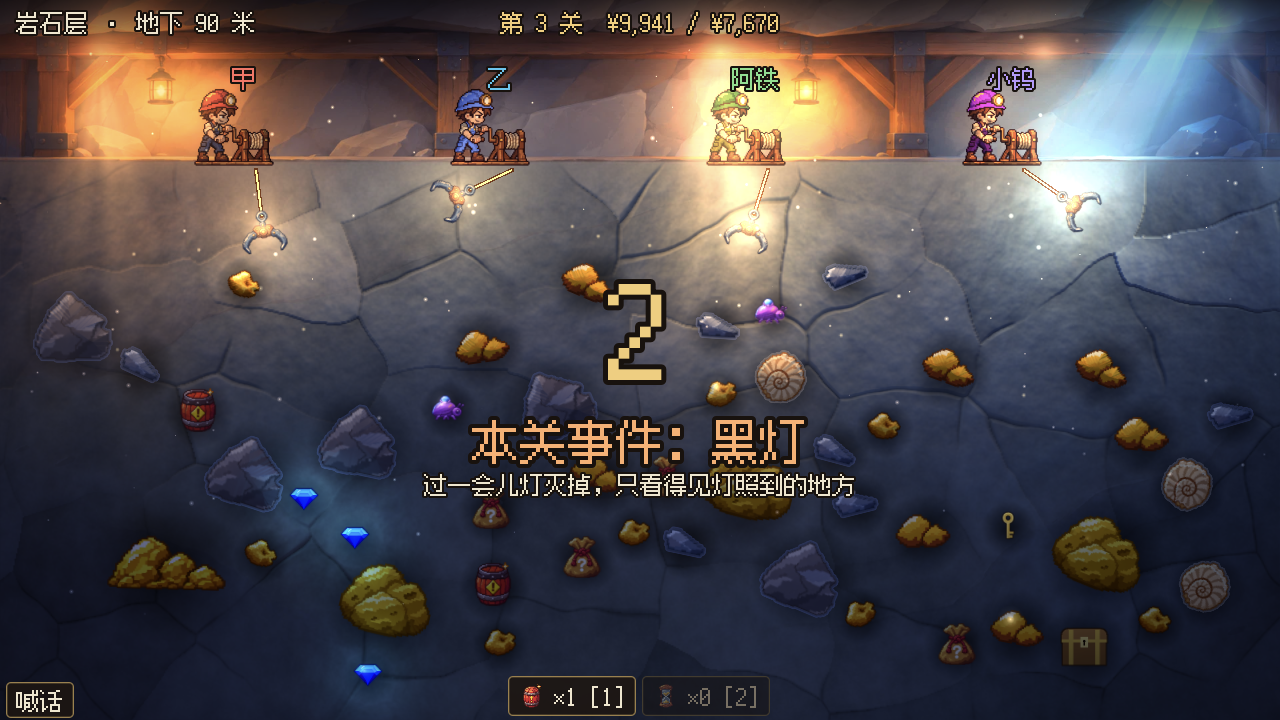 岩石层 · 地下 90 米
第 3 关 ¥9,941 / ¥7,670
甲
乙
阿铁
小钨
2
本关事件：黑灯
过一会儿灯灭掉，只看得见灯照到的地方
喊话
×1 [1]
×0 [2]